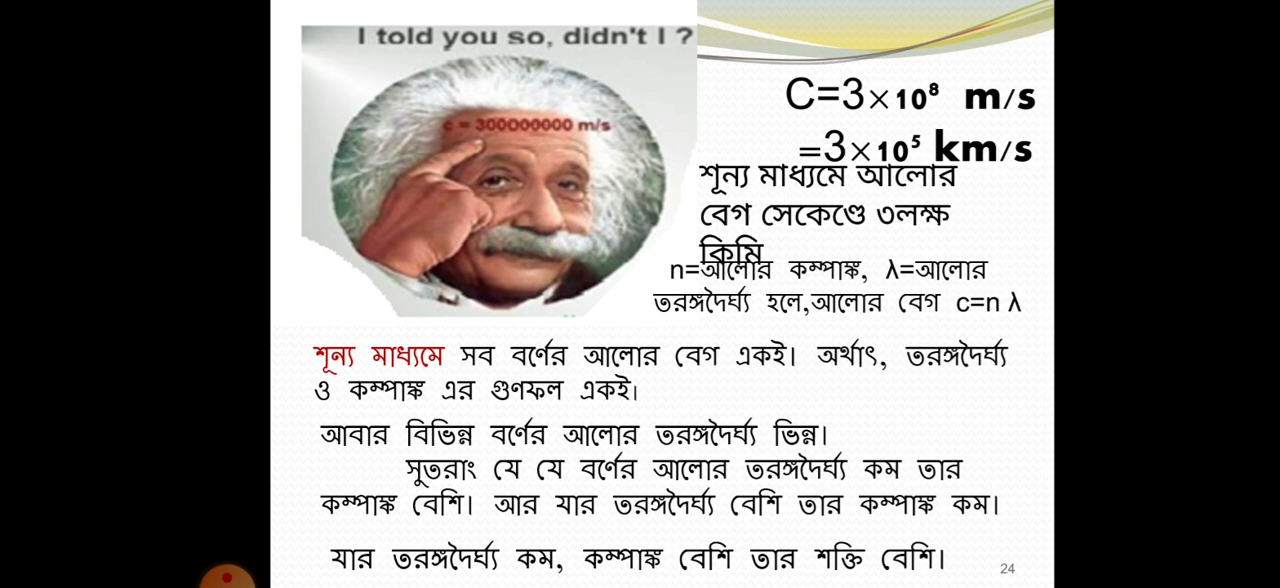 I told you so, didn't I ?
c = 300000000 m/s
C=3×10⁸ m/s
=3×10⁵ km/s
শূন্য মাধ্যমে আলোর
বেগ সেকেণ্ডে ৩লক্ষ
কিমি
n=আলোর কম্পাঙ্ক, λ=আলোর
তরঙ্গদৈর্ঘ্য হলে,আলোর বেগ c=n λ
শূন্য মাধ্যমে সব বর্ণের আলোর বেগ একই। অর্থাৎ, তরঙ্গদৈর্ঘ্য
ও কম্পাঙ্ক এর গুণফল একই।
আবার বিভিন্ন বর্ণের আলোর তরঙ্গদৈর্ঘ্য ভিন্ন।
সুতরাং যে যে বর্ণের আলোর তরঙ্গদৈর্ঘ্য কম তার
কম্পাঙ্ক বেশি। আর যার তরঙ্গদৈর্ঘ্য বেশি তার কম্পাঙ্ক কম।
যার তরঙ্গদৈর্ঘ্য কম, কম্পাঙ্ক বেশি তার শক্তি বেশি।
24